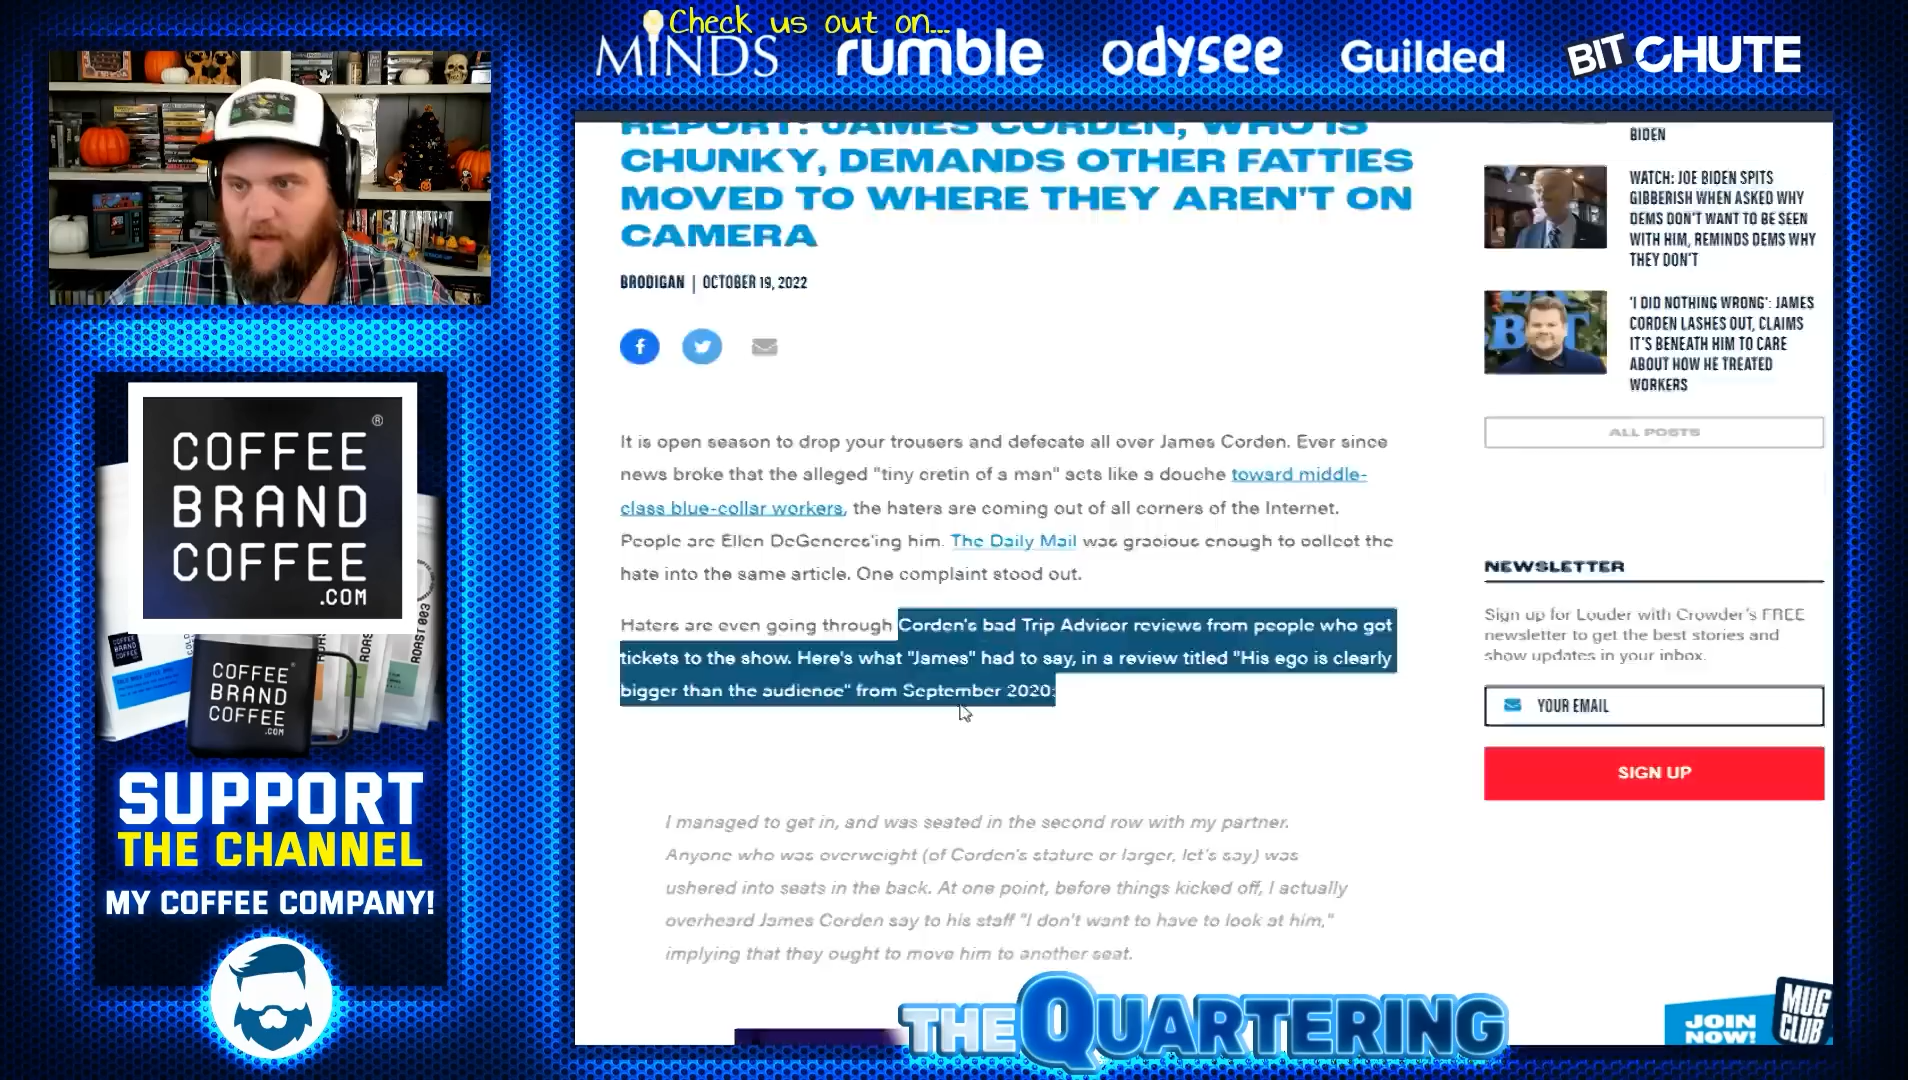 Check us out on...
MINDS rumble odysee Guilded BITCHUTE
REPORT: JAMES CORDEN, WHO IS
CHUNKY, DEMANDS OTHER FATTIES
MOVED TO WHERE THEY AREN'T ON
CAMERA
BRODIGAN | OCTOBER 19, 2022
It is open season to drop your trousers and defecate all over James Corden. Ever since
news broke that the alleged "tiny cretin of a man" acts like a douche toward middle-
class blue-collar workers, the haters are coming out of all corners of the Internet.
People are Ellen DeGeneres'ing him. The Daily Mail was gracious enough to collect the
hate into the same article. One complaint stood out.
Haters are even going through Corden's bad Trip Advisor reviews from people who got
tickets to the show. Here's what "James" had to say, in a review titled "His ego is clearly
bigger than the audience" from September 2020:
I managed to get in, and was seated in the second row with my partner.
Anyone who was overweight (of Corden's stature or larger, let's say) was
ushered into seats in the back. At one point, before things kicked off, I actually
overheard James Corden say to his staff "I don't want to have to look at him,"
implying that they ought to move him to another seat.
BIDEN
WATCH: JOE BIDEN SPITS
GIBBERISH WHEN ASKED WHY
DEMS DON'T WANT TO BE SEEN
WITH HIM, REMINDS DEMS WHY
THEY DON'T
'I DID NOTHING WRONG': JAMES
CORDEN LASHES OUT, CLAIMS
IT'S BENEATH HIM TO CARE
ABOUT HOW HE TREATED
WORKERS
ALL POSTS
NEWSLETTER
Sign up for Louder with Crowder's FREE
newsletter to get the best stories and
show updates in your inbox.
YOUR EMAIL
SIGN UP
JOIN
NOW!
MUG
CLUB
THE QUARTERING
COFFEE
BRAND
COFFEE
.COM
®
ROAST 003
COFFEE
BRAND
COFFEE
.COM
SUPPORT
THE CHANNEL
MY COFFEE COMPANY!